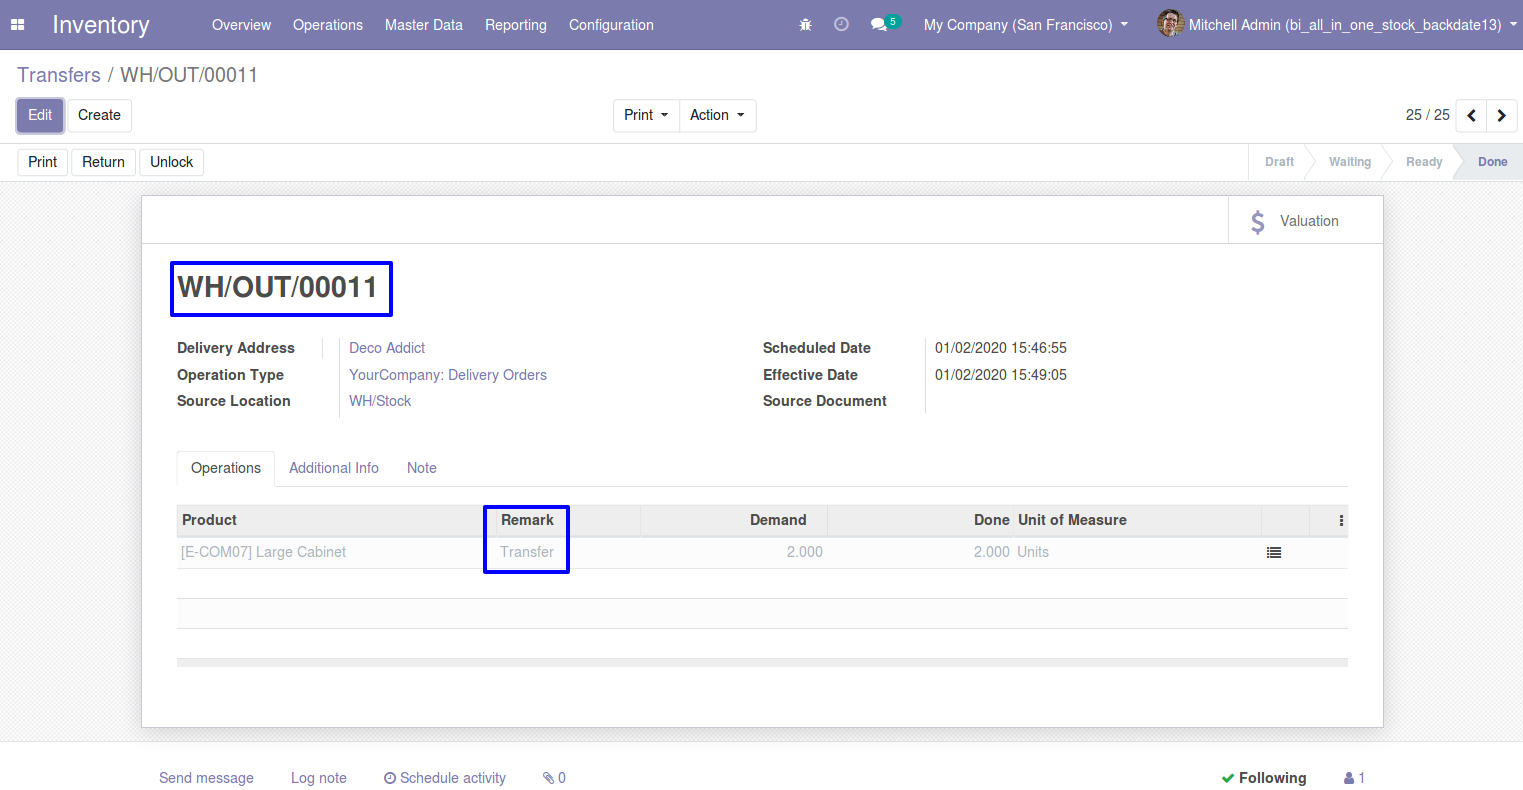 Inventory Overview Operations Master Data Reporting Configuration 5 My Company (San Francisco) Mitchell Admin (bi_all_in_one_stock_backdate13)
Transfers / WH/OUT/00011
Edit Create Print Action 25 / 25
Print Return Unlock Draft Waiting Ready Done
$ Valuation
WH/OUT/00011
Delivery Address Deco Addict Scheduled Date 01/02/2020 15:46:55
Operation Type YourCompany: Delivery Orders Effective Date 01/02/2020 15:49:05
Source Location WH/Stock Source Document
Operations Additional Info Note
Product Remark Demand Done Unit of Measure
[E-COM07] Large Cabinet Transfer 2.000 2.000 Units
Send message Log note Schedule activity 0 Following 1